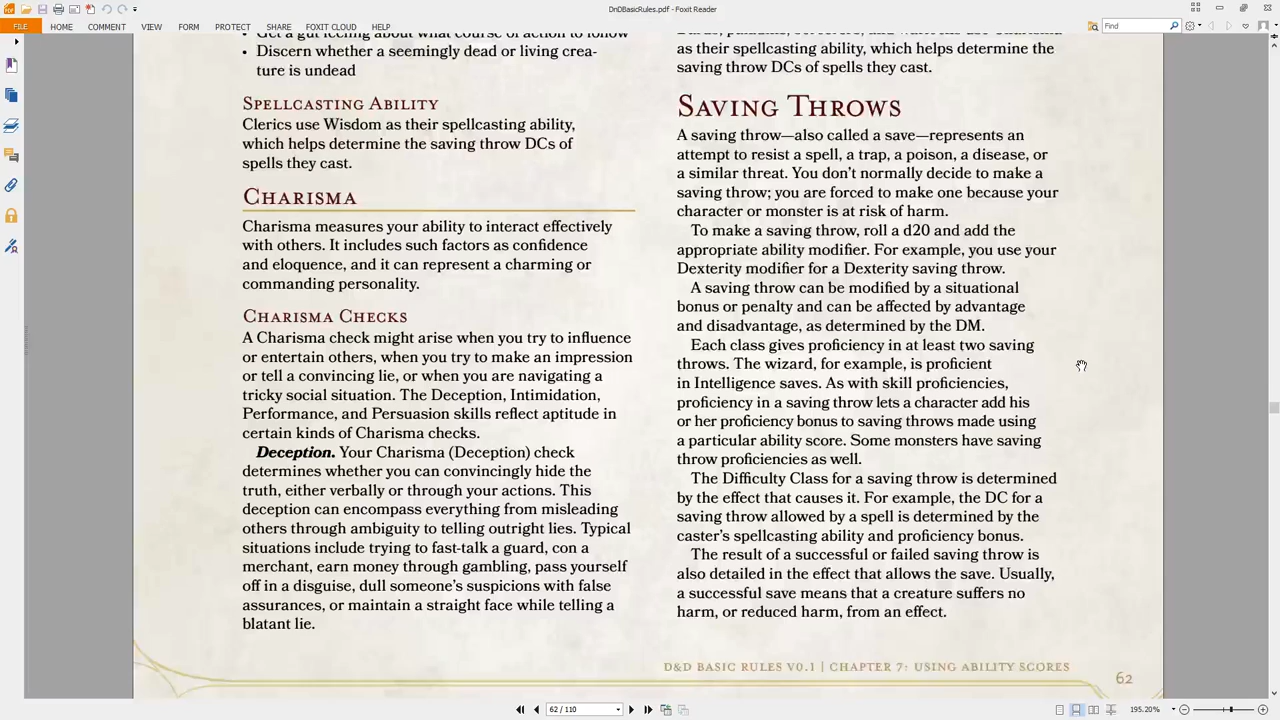 DnDBasicRules.pdf - Foxit Reader
FILE
HOME
COMMENT
VIEW
FORM
PROTECT
SHARE
FOXIT CLOUD
HELP
Find
• Get a gut feeling about what course of action to follow
• Discern whether a seemingly dead or living crea-
ture is undead
Spellcasting Ability
Clerics use Wisdom as their spellcasting ability,
which helps determine the saving throw DCs of
spells they cast.
Charisma
Charisma measures your ability to interact effectively
with others. It includes such factors as confidence
and eloquence, and it can represent a charming or
commanding personality.
Charisma Checks
A Charisma check might arise when you try to influence
or entertain others, when you try to make an impression
or tell a convincing lie, or when you are navigating a
tricky social situation. The Deception, Intimidation,
Performance, and Persuasion skills reflect aptitude in
certain kinds of Charisma checks.
Deception. Your Charisma (Deception) check
determines whether you can convincingly hide the
truth, either verbally or through your actions. This
deception can encompass everything from misleading
others through ambiguity to telling outright lies. Typical
situations include trying to fast-talk a guard, con a
merchant, earn money through gambling, pass yourself
off in a disguise, dull someone's suspicions with false
assurances, or maintain a straight face while telling a
blatant lie.
as their spellcasting ability, which helps determine the
saving throw DCs of spells they cast.
Saving Throws
A saving throw—also called a save—represents an
attempt to resist a spell, a trap, a poison, a disease, or
a similar threat. You don't normally decide to make a
saving throw; you are forced to make one because your
character or monster is at risk of harm.
To make a saving throw, roll a d20 and add the
appropriate ability modifier. For example, you use your
Dexterity modifier for a Dexterity saving throw.
A saving throw can be modified by a situational
bonus or penalty and can be affected by advantage
and disadvantage, as determined by the DM.
Each class gives proficiency in at least two saving
throws. The wizard, for example, is proficient
in Intelligence saves. As with skill proficiencies,
proficiency in a saving throw lets a character add his
or her proficiency bonus to saving throws made using
a particular ability score. Some monsters have saving
throw proficiencies as well.
The Difficulty Class for a saving throw is determined
by the effect that causes it. For example, the DC for a
saving throw allowed by a spell is determined by the
caster's spellcasting ability and proficiency bonus.
The result of a successful or failed saving throw is
also detailed in the effect that allows the save. Usually,
a successful save means that a creature suffers no
harm, or reduced harm, from an effect.
D&D Basic Rules v0.1 | Chapter 7: Using Ability Scores
62
62 / 110
195.20%